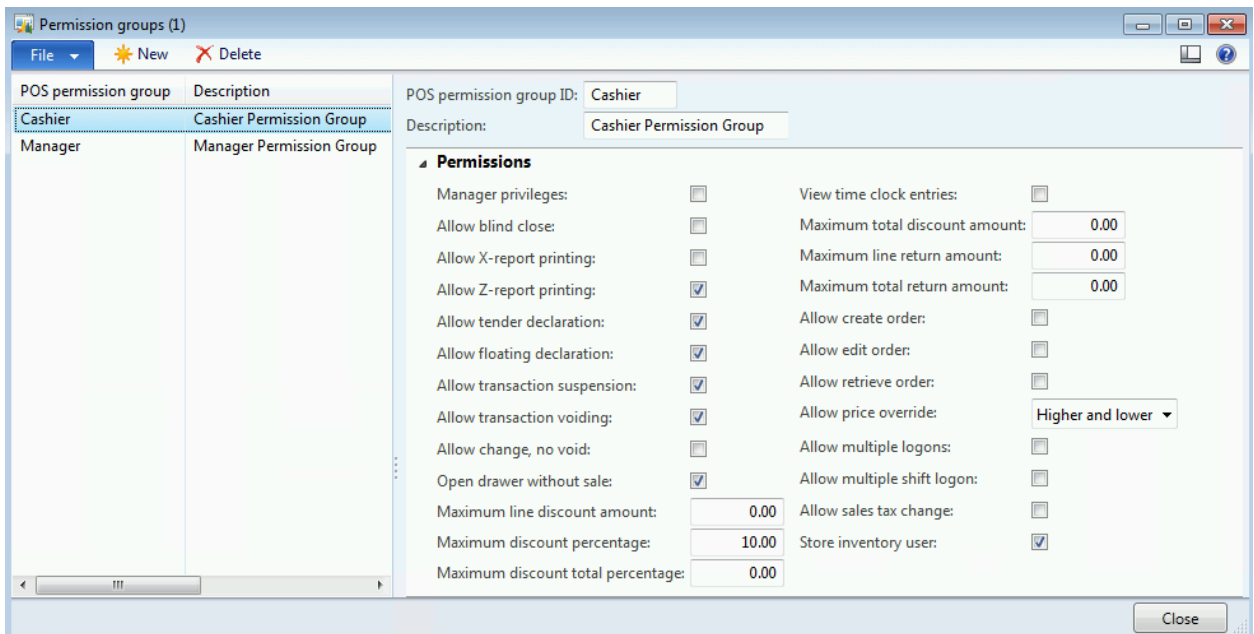 Permission groups (1)
File New Delete
POS permission group Description
Cashier Cashier Permission Group
Manager Manager Permission Group
POS permission group ID: Cashier
Description: Cashier Permission Group
Permissions
Manager privileges:
Allow blind close:
Allow X-report printing:
Allow Z-report printing:
Allow tender declaration:
Allow floating declaration:
Allow transaction suspension:
Allow transaction voiding:
Allow change, no void:
Open drawer without sale:
Maximum line discount amount: 0.00
Maximum discount percentage: 10.00
Maximum discount total percentage: 0.00
View time clock entries:
Maximum total discount amount: 0.00
Maximum line return amount: 0.00
Maximum total return amount: 0.00
Allow create order:
Allow edit order:
Allow retrieve order:
Allow price override: Higher and lower
Allow multiple logons:
Allow multiple shift logon:
Allow sales tax change:
Store inventory user:
Close